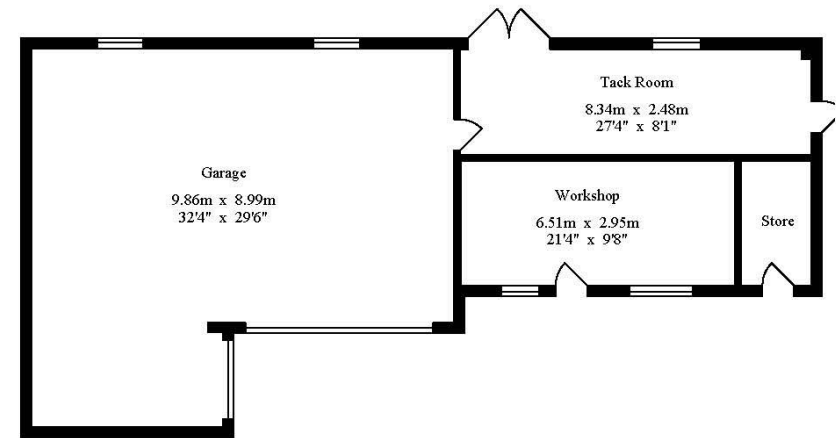 Tack Room
8.34m x 2.48m
27'4" x 8'1"
Garage
9.86m x 8.99m
32'4" x 29'6"
Workshop
6.51m x 2.95m
21'4" x 9'8"
Store